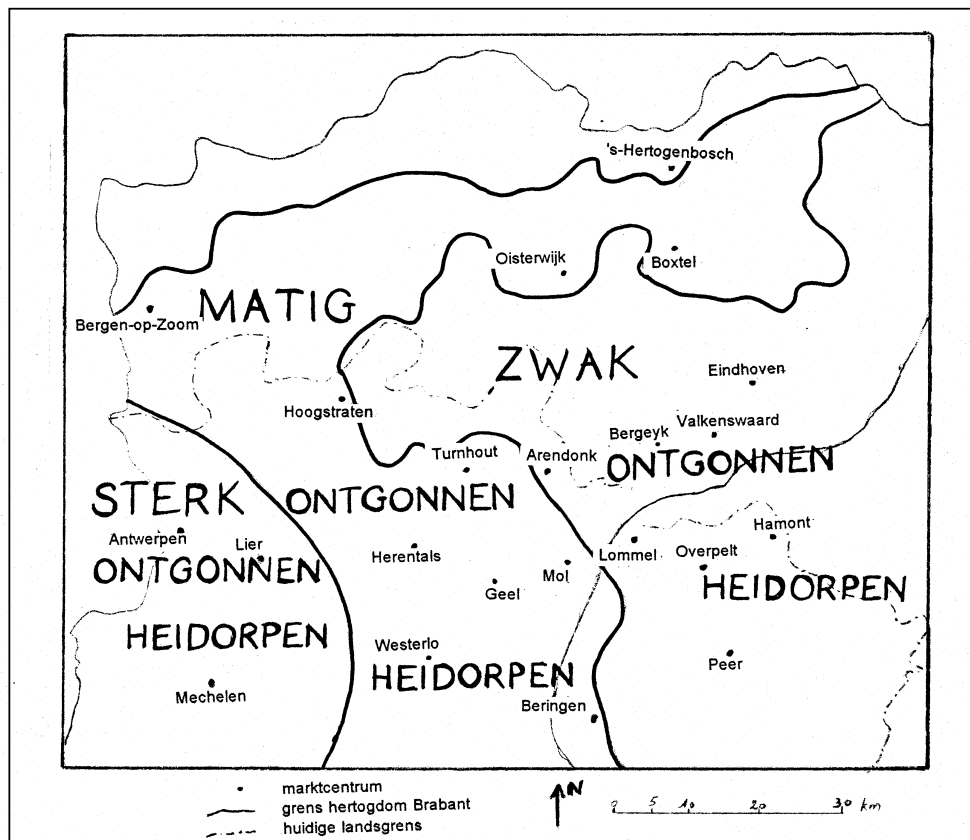 's-Hertogenbosch
Oisterwijk
Boxtel
MATIG
Bergen-op-Zoom
ZWAK
Eindhoven
Hoogstraten
Bergeyk
Valkenswaard
Turnhout
Arendonk
ONTGONNEN
STERK
ONTGONNEN
Antwerpen
Lier
Herentals
Lommel
Overpelt
Hamont
ONTGONNEN
Mol
Geel
HEIDORPEN
HEIDORPEN
Westerlo
HEIDORPEN
Peer
Mechelen
Beringen
marktcentrum
grens hertogdom Brabant
huidige landsgrens
N
0 5 10 20 30 km